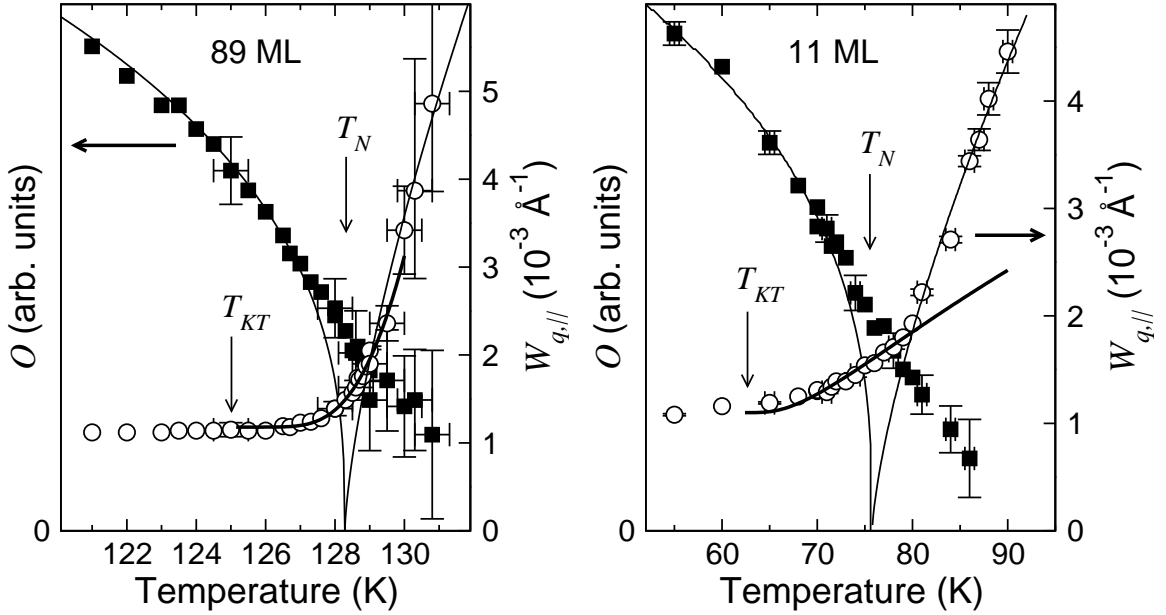 89 ML
O (arb. units)
T_N
T_KT
W_q,// (10^-3 Å^-1)
0
1
2
3
4
5
0
122
124
126
128
130
Temperature (K)
11 ML
O (arb. units)
T_N
T_KT
W_q,// (10^-3 Å^-1)
0
1
2
3
4
0
60
70
80
90
Temperature (K)